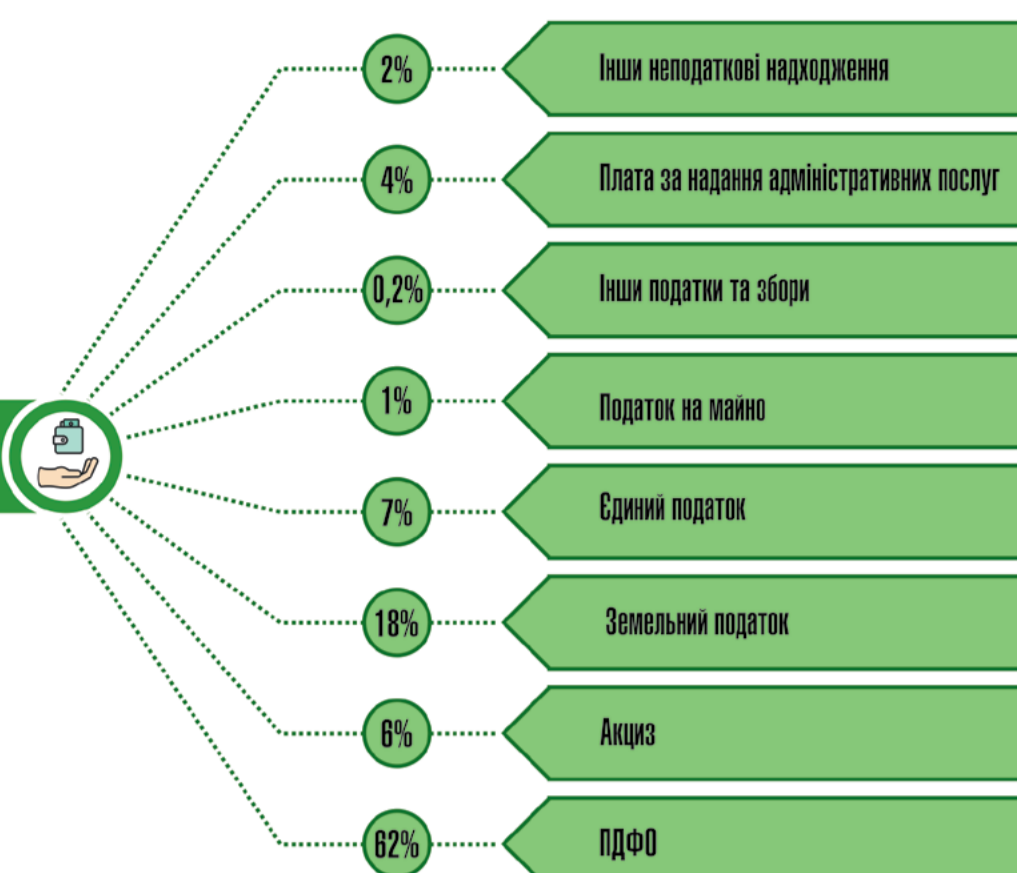 2% Інши неподаткові надходження
4% Плата за надання адміністративних послуг
0,2% Інши податки та збори
1% Податок на майно
7% Єдиний податок
18% Земельний податок
6% Акциз
62% ПДФО